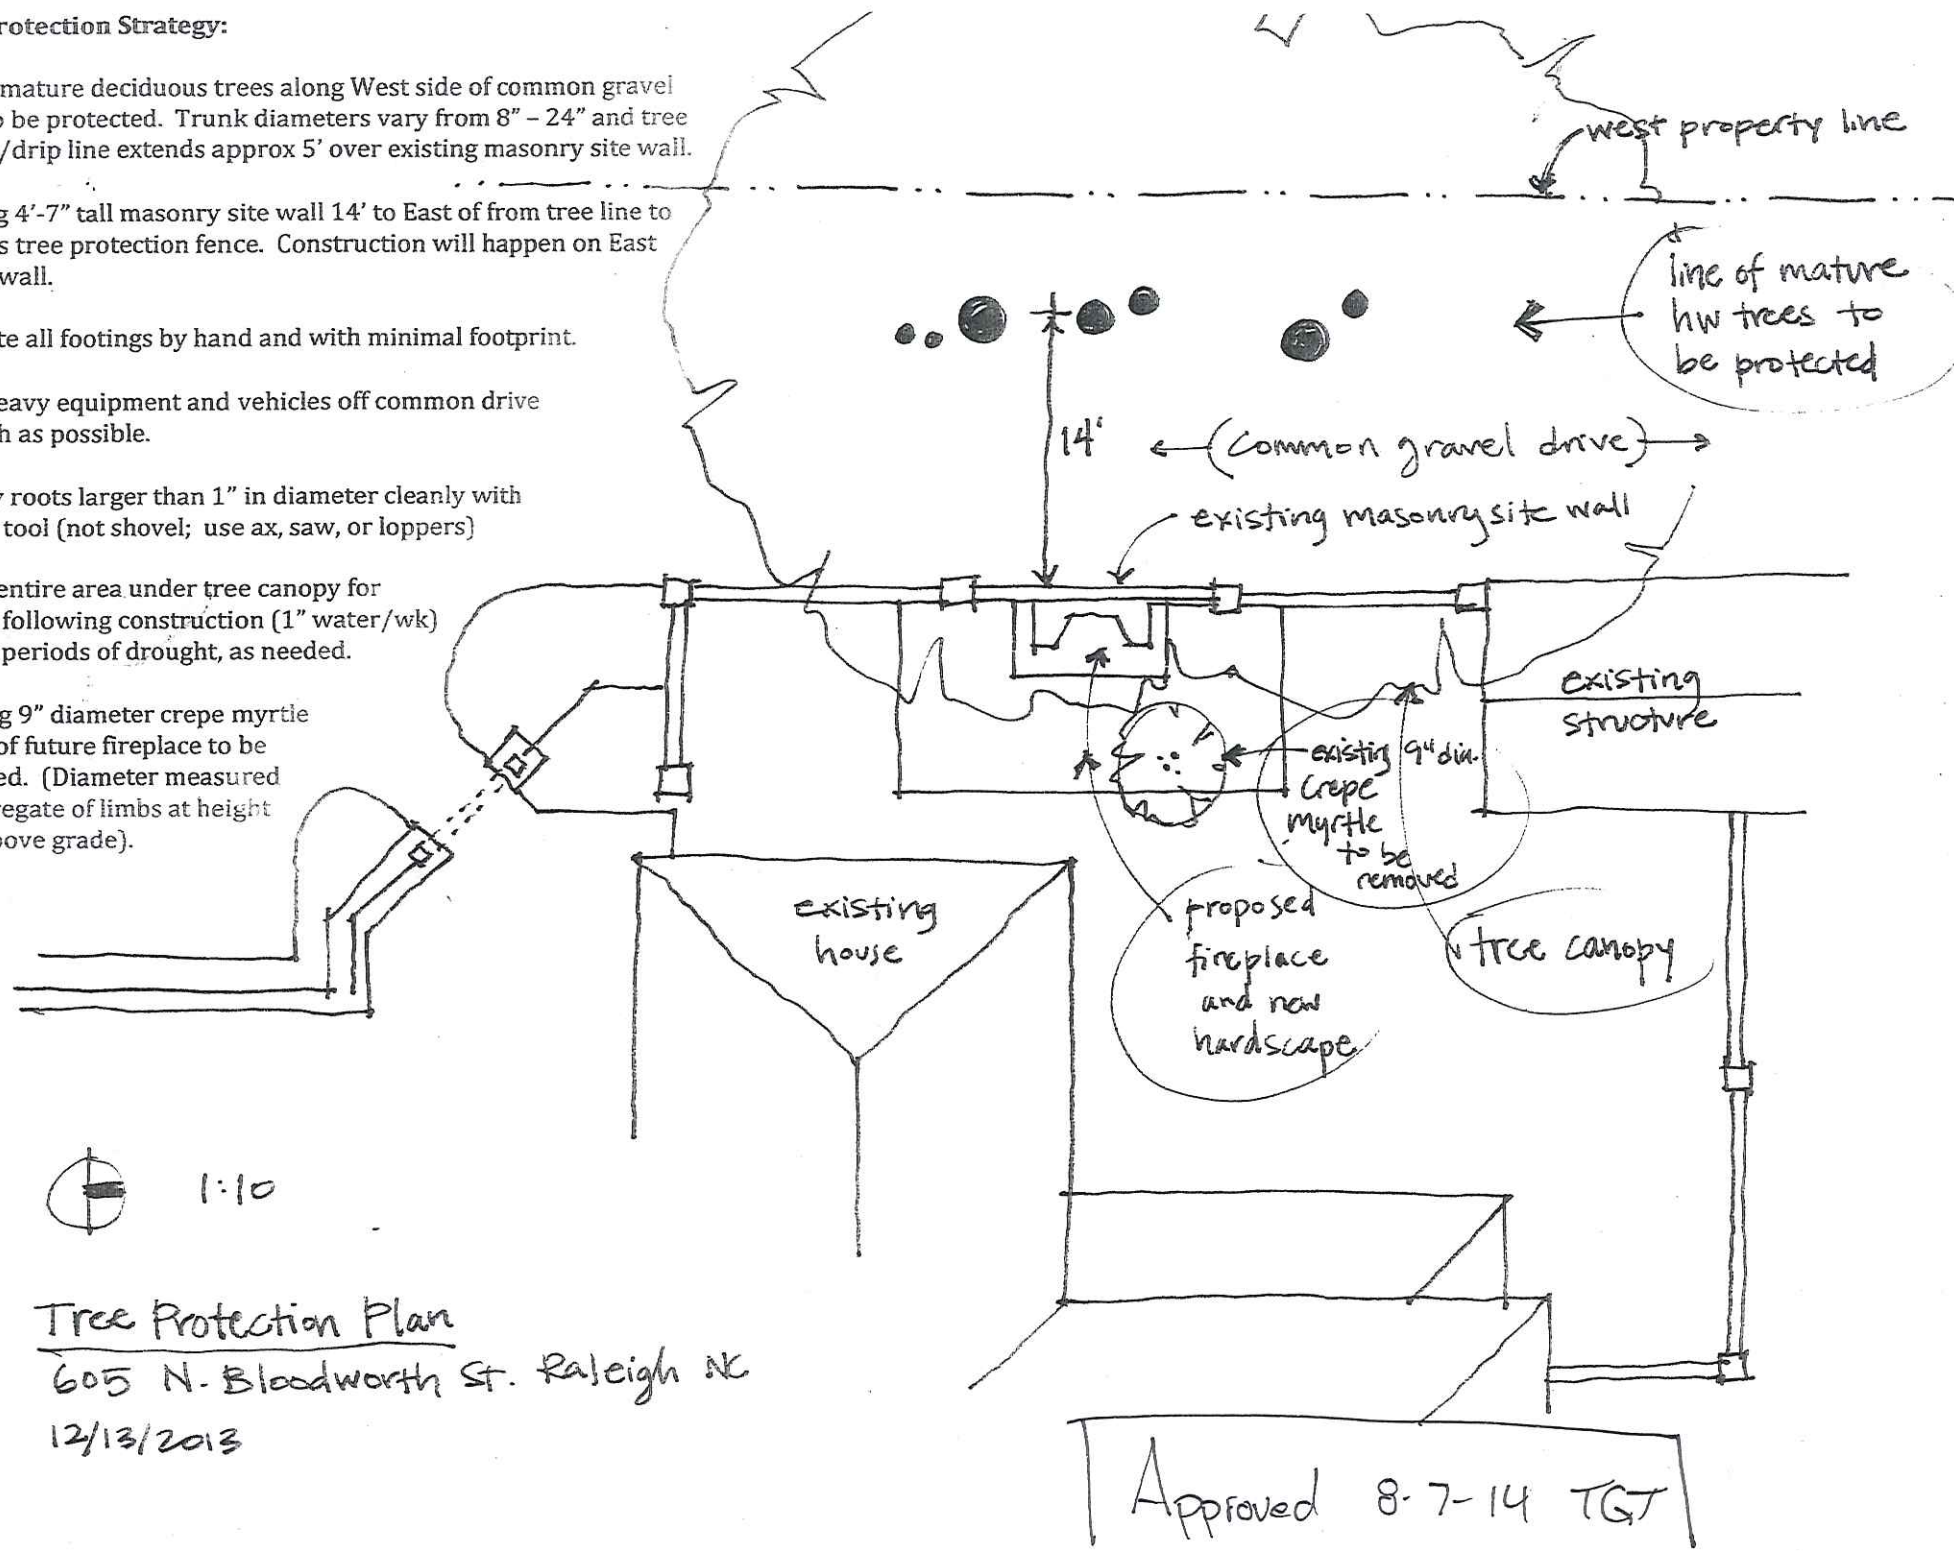 rotection Strategy:
mature deciduous trees along West side of common gravel
o be protected. Trunk diameters vary from 8" – 24" and tree
/drip line extends approx 5' over existing masonry site wall.
g 4'-7" tall masonry site wall 14' to East of from tree line to
s tree protection fence. Construction will happen on East
wall.
te all footings by hand and with minimal footprint.
eavy equipment and vehicles off common drive
h as possible.
y roots larger than 1" in diameter cleanly with
tool (not shovel; use ax, saw, or loppers)
entire area under tree canopy for
following construction (1" water/wk)
periods of drought, as needed.
g 9" diameter crepe myrtle
of future fireplace to be
ed. (Diameter measured
regate of limbs at height
bove grade).
west property line
line of mature
hw trees to
be protected
14'
(common gravel drive)
existing masonry site wall
existing
structure
existing 9" dia.
crepe
myrtle
to be
removed
existing
house
proposed
fireplace
and new
hardscape
tree canopy
1:10
Tree Protection Plan
605 N. Bloodworth St. Raleigh NC
12/13/2013
Approved 8-7-14 TGT